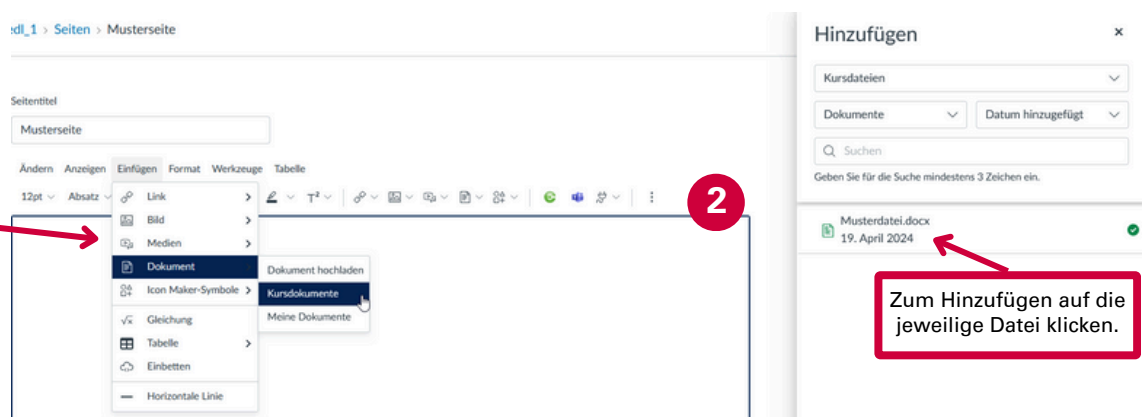 edl_1 > Seiten > Musterseite
Seitentitel
Musterseite
Ändern Anzeigen Einfügen Format Werkzeuge Tabelle
12pt Absatz
Link
Bild
Medien
Dokument
Icon Maker-Symbole
Gleichung
Tabelle
Einbetten
Horizontale Linie
Dokument hochladen
Kursdokumente
Meine Dokumente
2
Hinzufügen
Kursdateien
Dokumente Datum hinzugefügt
Suchen
Geben Sie für die Suche mindestens 3 Zeichen ein.
Musterdatei.docx
19. April 2024
Zum Hinzufügen auf die
jeweilige Datei klicken.